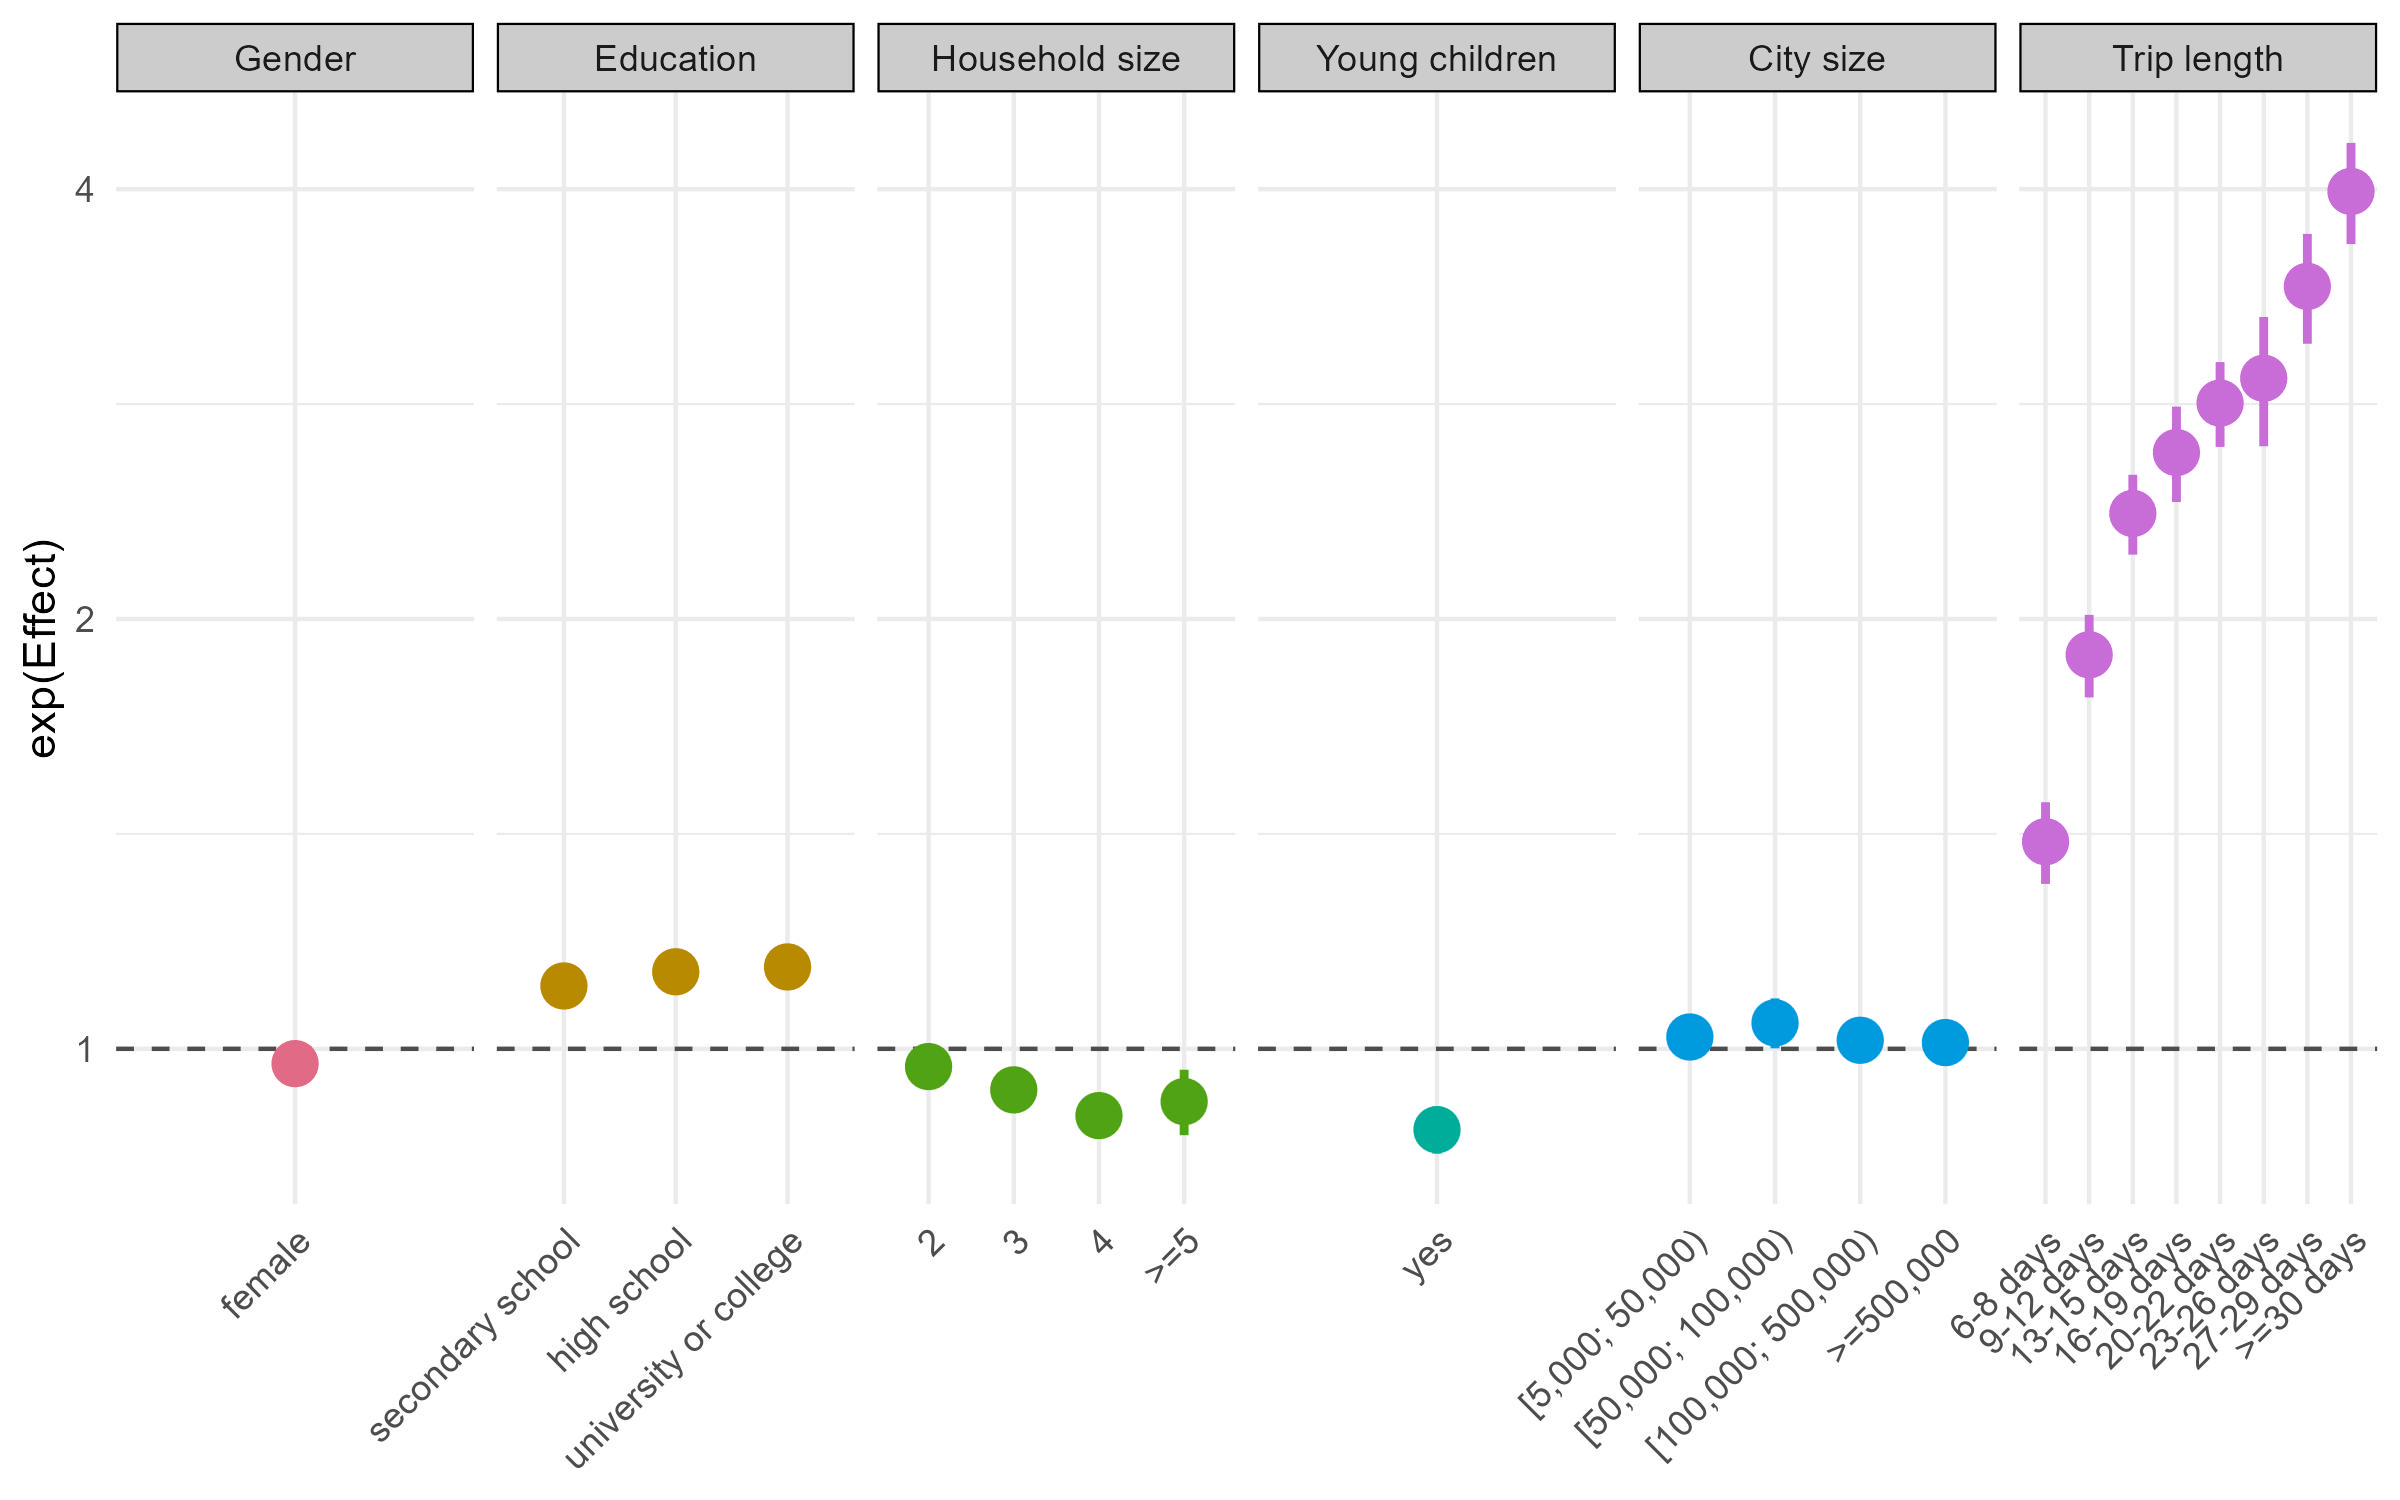 Gender
Education
Household size
Young children
City size
Trip length
exp(Effect)
4
2
1
female
secondary school
high school
university or college
2
3
4
>=5
yes
[5,000; 50,000)
[50,000; 100,000)
[100,000; 500,000)
>=500,000
6-8 days
9-12 days
13-15 days
16-19 days
20-22 days
23-26 days
27-29 days
>=30 days